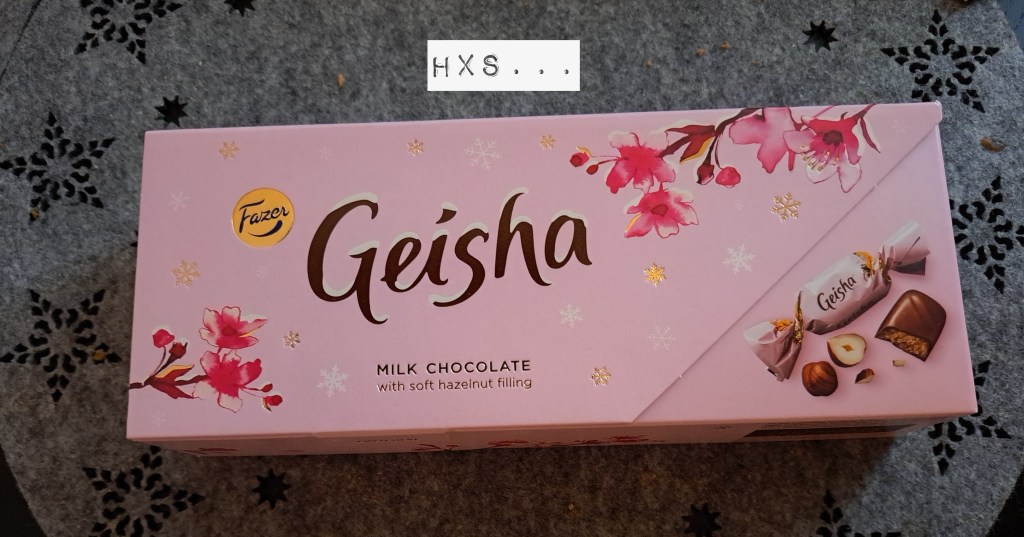 HXS...
Fazer
Geisha
MILK CHOCOLATE
with soft hazelnut filling
Geisha